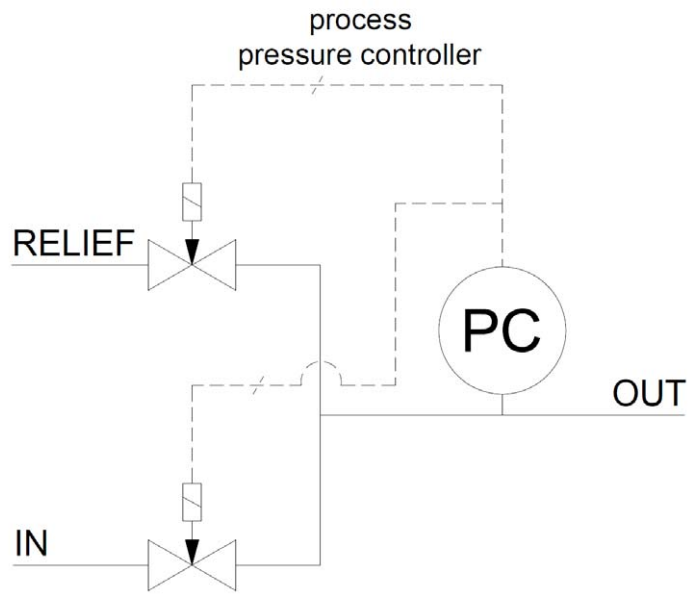 process
pressure controller
RELIEF
PC
OUT
IN